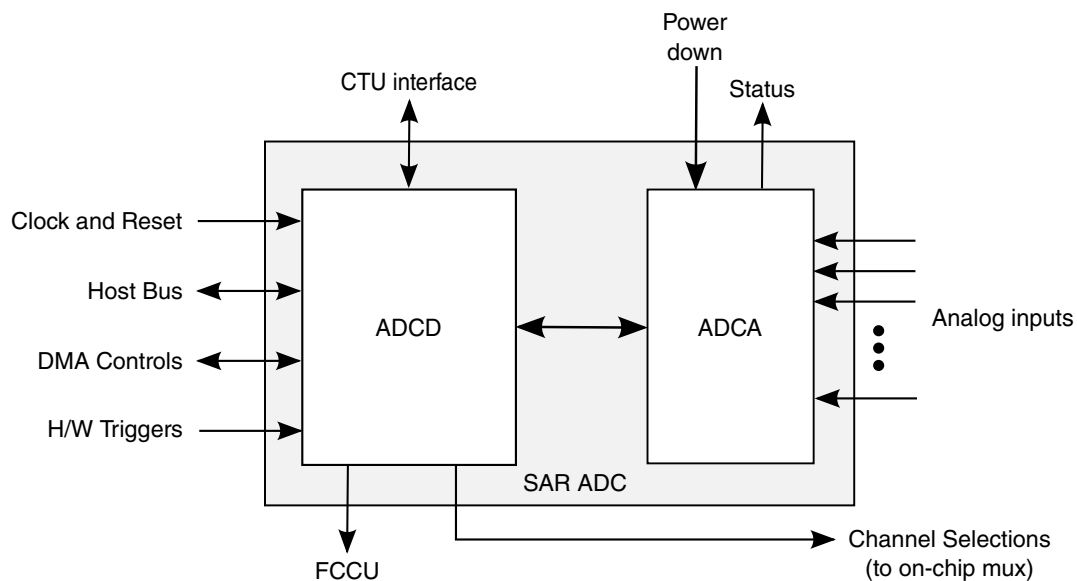 Power
down
CTU interface
Status
Clock and Reset
Host Bus
ADCD
ADCA
Analog inputs
DMA Controls
H/W Triggers
SAR ADC
FCCU
Channel Selections
(to on-chip mux)